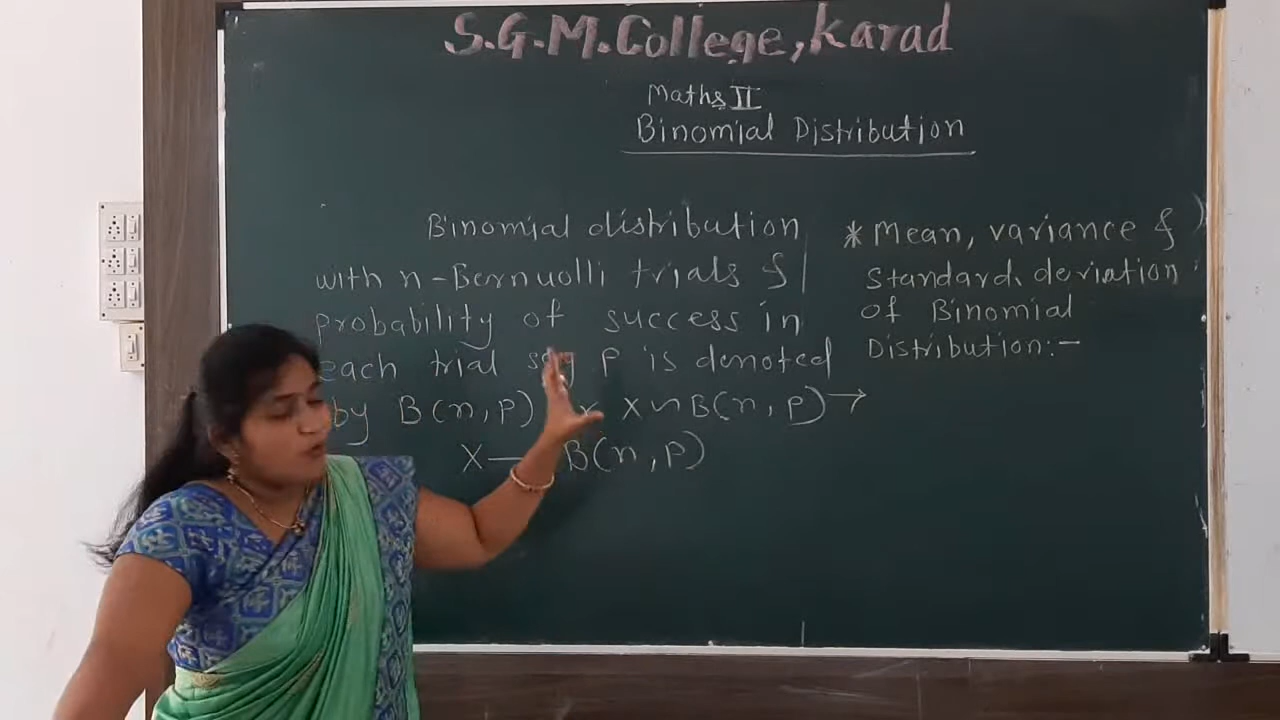 S.G.M. College, Karad
Maths II
Binomial Distribution
Binomial distribution
with n-Bernuolli trials &
probability of success in
each trial say P is denoted
by B(n,p) X ~ B(n, p) →
X — B(n,p)
* Mean, variance &
standard deviation
of Binomial
Distribution:-